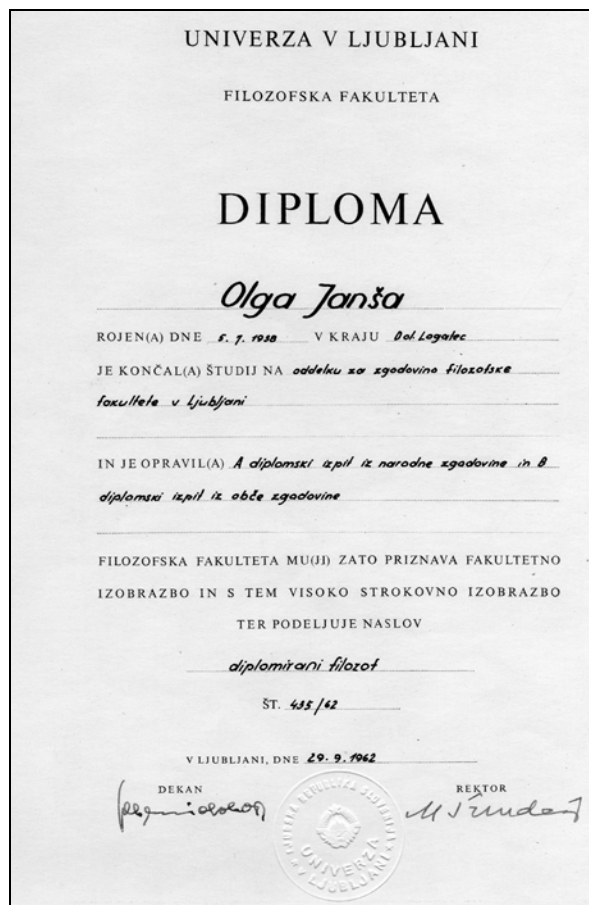 UNIVERZA V LJUBLJANI
FILOZOFSKA FAKULTETA
DIPLOMA
Olga Janša
ROJEN(A) DNE 5. 7. 1938 V KRAJU Dol. Logatec
JE KONČAL(A) ŠTUDIJ NA oddelku za zgodovino filozofske
fakultete v Ljubljani
IN JE OPRAVIL(A) A diplomski izpit iz narodne zgodovine in B
diplomski izpit iz obče zgodovine
FILOZOFSKA FAKULTETA MU(JI) ZATO PRIZNAVA FAKULTETNO
IZOBRAZBO IN S TEM VISOKO STROKOVNO IZOBRAZBO
TER PODELJUJE NASLOV
diplomirani filozof
ŠT. 435/62
V LJUBLJANI, DNE 29. 9. 1962
DEKAN REKTOR
REPUBLIKA SLOVENIJA
UNIVERZA
V LJUBLJANI